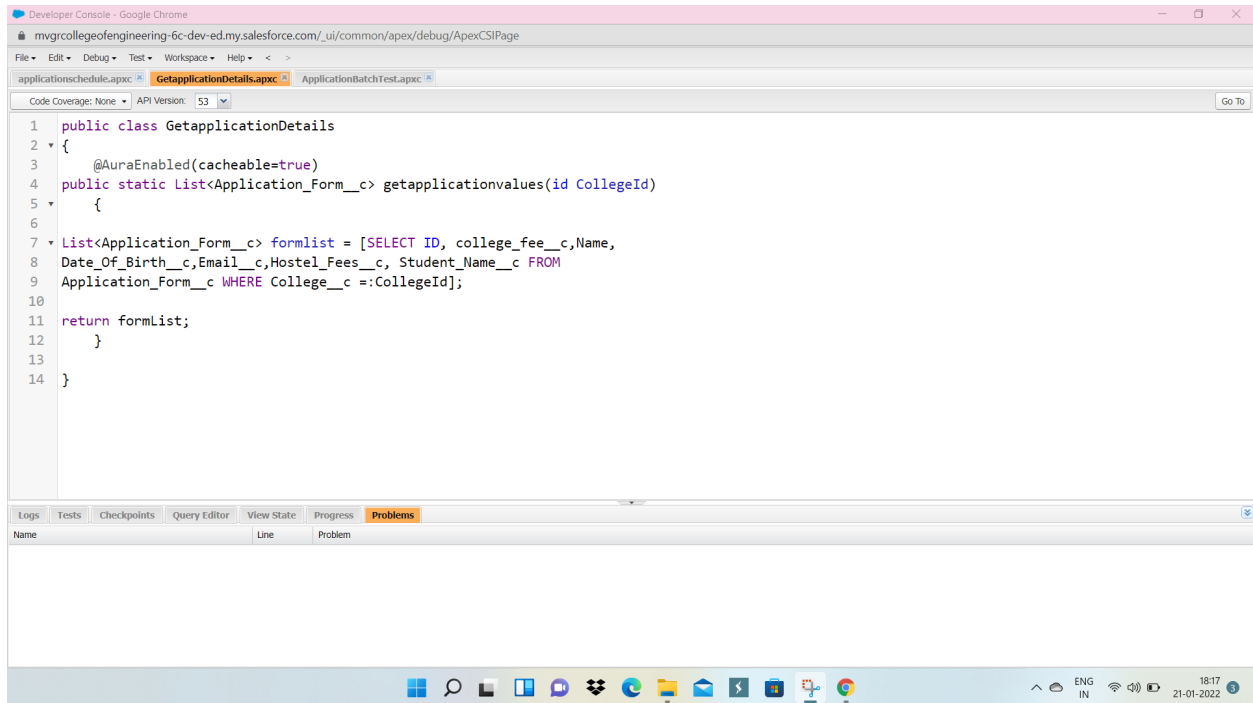 Developer Console - Google Chrome
mvgrcollegeofengineering-6c-dev-ed.my.salesforce.com/_ui/common/apex/debug/ApexCSIPage
File Edit Debug Test Workspace Help < >
applicationschedule.apxc GetapplicationDetails.apxc ApplicationBatchTest.apxc
Code Coverage: None API Version: 53 Go To
1 public class GetapplicationDetails
2 {
3 @AuraEnabled(cacheable=true)
4 public static List<Application_Form__c> getapplicationvalues(id CollegeId)
5 {
6
7 List<Application_Form__c> formlist = [SELECT ID, college_fee__c,Name,
8 Date_Of_Birth__c,Email__c,Hostel_Fees__c, Student_Name__c FROM
9 Application_Form__c WHERE College__c =:CollegeId];
10
11 return formList;
12 }
13
14 }
Logs Tests Checkpoints Query Editor View State Progress Problems
Name Line Problem
ENG 18:17
IN 21-01-2022 3